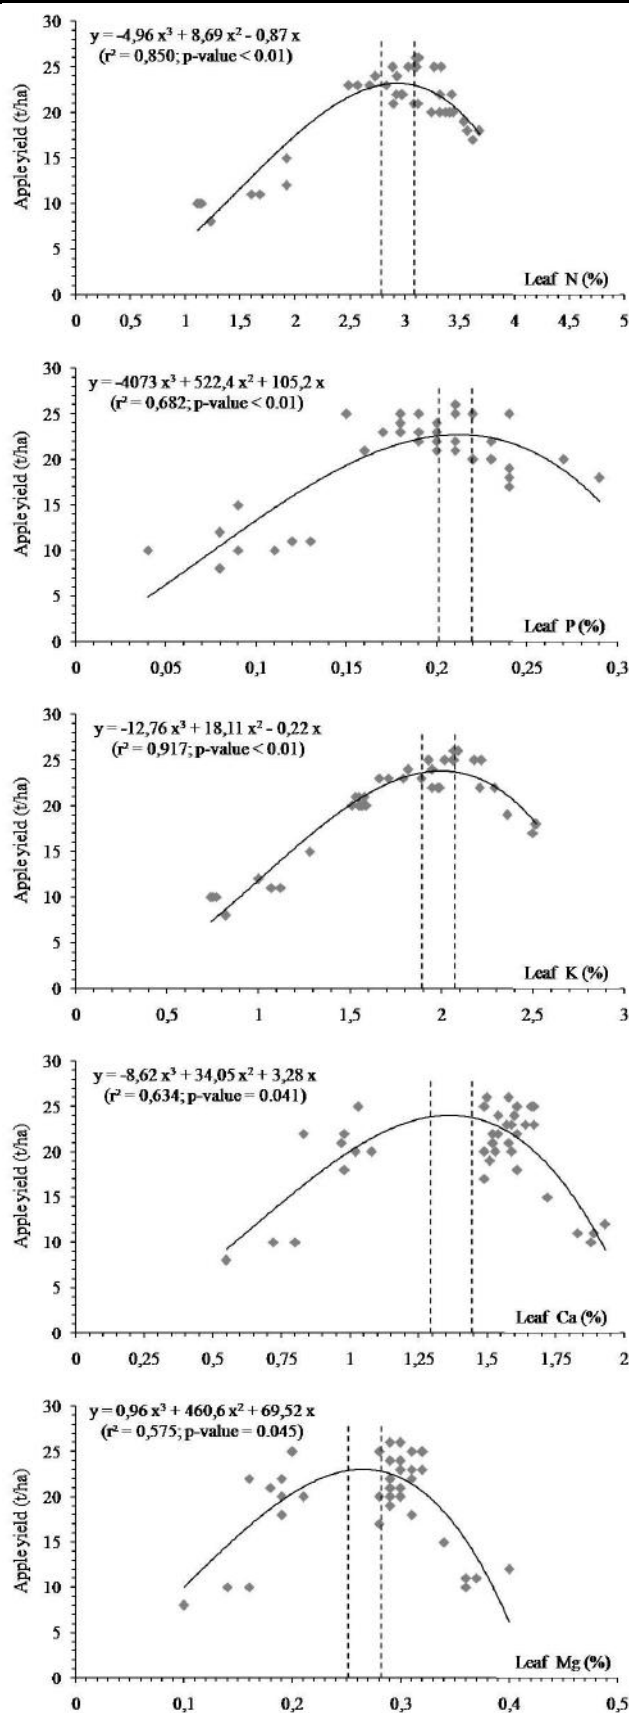 y = -4,96 x³ + 8,69 x² - 0,87 x
(r² = 0,850; p-value < 0.01)
Apple yield (t/ha)
30
25
20
15
10
5
0
Leaf N (%)
0 0,5 1 1,5 2 2,5 3 3,5 4 4,5 5
y = -4073 x³ + 522,4 x² + 105,2 x
(r² = 0,682; p-value < 0.01)
Apple yield (t/ha)
30
25
20
15
10
5
0
Leaf P (%)
0 0,05 0,1 0,15 0,2 0,25 0,3
y = -12,76 x³ + 18,11 x² - 0,22 x
(r² = 0,917; p-value < 0.01)
Apple yield (t/ha)
30
25
20
15
10
5
0
Leaf K (%)
0 0,5 1 1,5 2 2,5 3
y = -8,62 x³ + 34,05 x² + 3,28 x
(r² = 0,634; p-value = 0.041)
Apple yield (t/ha)
30
25
20
15
10
5
0
Leaf Ca (%)
0 0,25 0,5 0,75 1 1,25 1,5 1,75 2
y = 0,96 x³ + 460,6 x² + 69,52 x
(r² = 0,575; p-value = 0.045)
Apple yield (t/ha)
30
25
20
15
10
5
0
Leaf Mg (%)
0 0,1 0,2 0,3 0,4 0,5